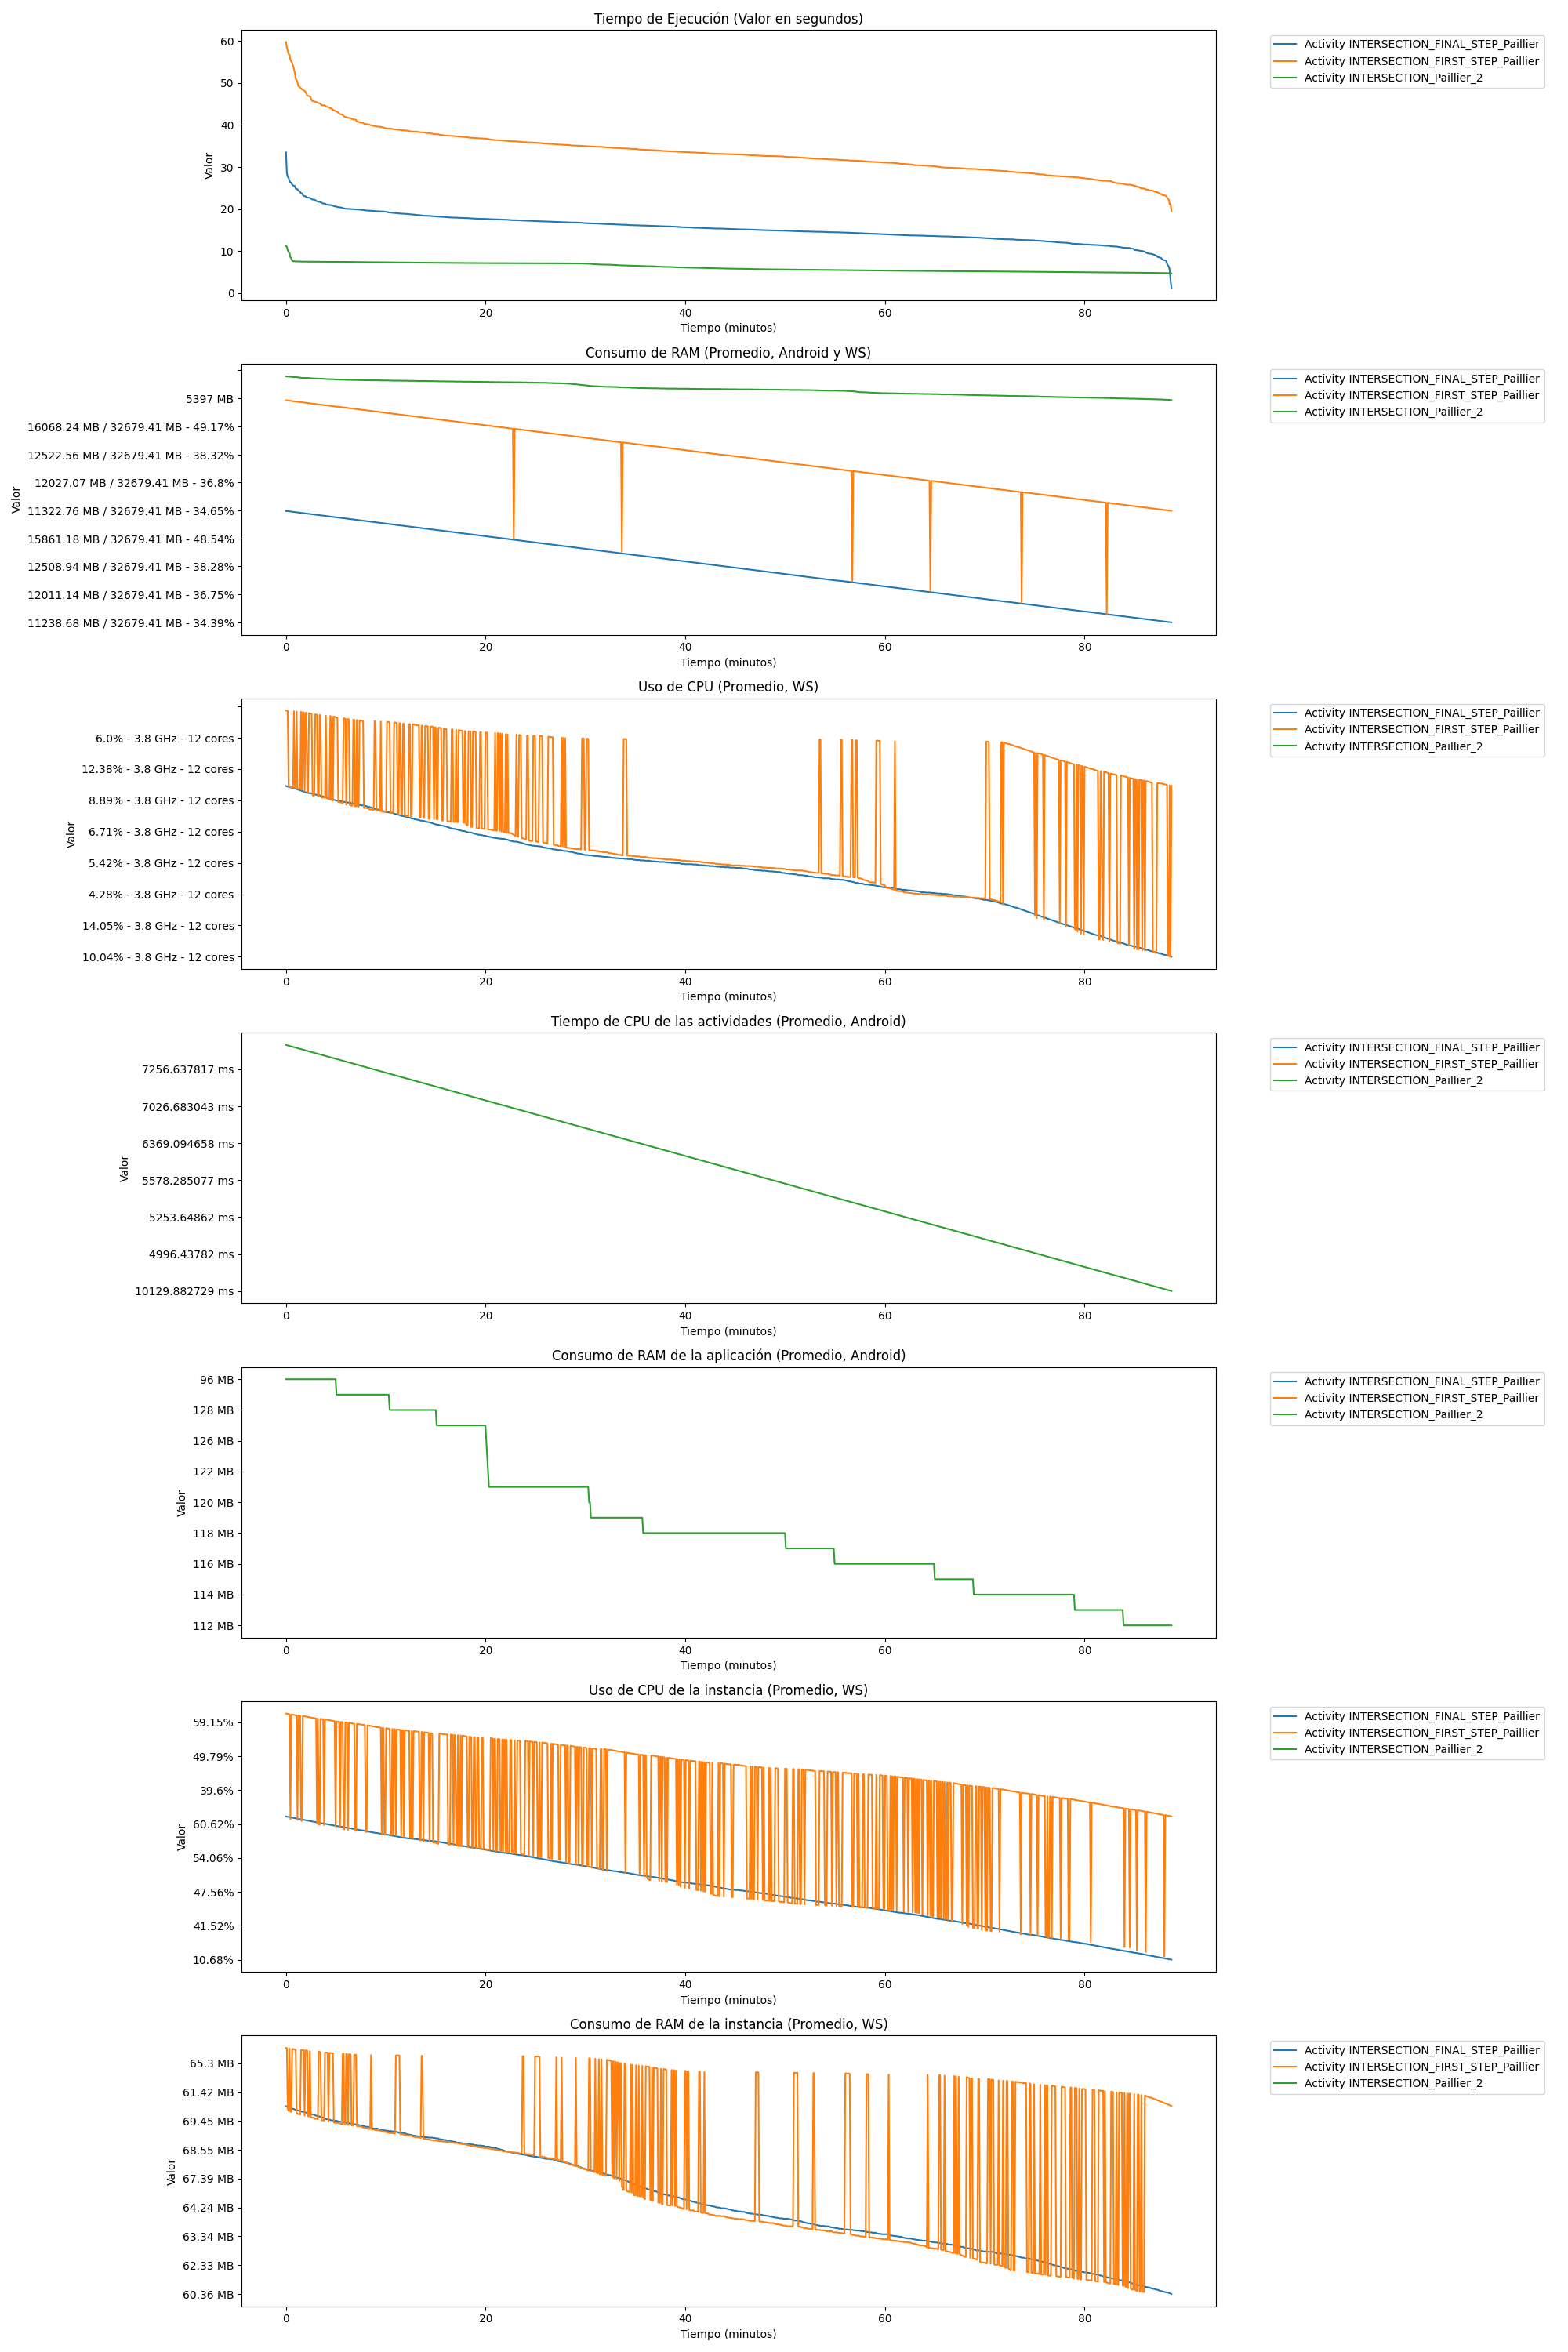 Tiempo de Ejecución (Valor en segundos)
60
50
40
30
20
10
0
Valor
0 20 40 60 80
Tiempo (minutos)
Activity INTERSECTION_FINAL_STEP_Paillier
Activity INTERSECTION_FIRST_STEP_Paillier
Activity INTERSECTION_Paillier_2
Consumo de RAM (Promedio, Android y WS)
5397 MB
16068.24 MB / 32679.41 MB - 49.17%
12522.56 MB / 32679.41 MB - 38.32%
12027.07 MB / 32679.41 MB - 36.8%
11322.76 MB / 32679.41 MB - 34.65%
15861.18 MB / 32679.41 MB - 48.54%
12508.94 MB / 32679.41 MB - 38.28%
12011.14 MB / 32679.41 MB - 36.75%
11238.68 MB / 32679.41 MB - 34.39%
Valor
0 20 40 60 80
Tiempo (minutos)
Activity INTERSECTION_FINAL_STEP_Paillier
Activity INTERSECTION_FIRST_STEP_Paillier
Activity INTERSECTION_Paillier_2
Uso de CPU (Promedio, WS)
6.0% - 3.8 GHz - 12 cores
12.38% - 3.8 GHz - 12 cores
8.89% - 3.8 GHz - 12 cores
6.71% - 3.8 GHz - 12 cores
5.42% - 3.8 GHz - 12 cores
4.28% - 3.8 GHz - 12 cores
14.05% - 3.8 GHz - 12 cores
10.04% - 3.8 GHz - 12 cores
Valor
0 20 40 60 80
Tiempo (minutos)
Activity INTERSECTION_FINAL_STEP_Paillier
Activity INTERSECTION_FIRST_STEP_Paillier
Activity INTERSECTION_Paillier_2
Tiempo de CPU de las actividades (Promedio, Android)
7256.637817 ms
7026.683043 ms
6369.094658 ms
5578.285077 ms
5253.64862 ms
4996.43782 ms
10129.882729 ms
Valor
0 20 40 60 80
Tiempo (minutos)
Activity INTERSECTION_FINAL_STEP_Paillier
Activity INTERSECTION_FIRST_STEP_Paillier
Activity INTERSECTION_Paillier_2
Consumo de RAM de la aplicación (Promedio, Android)
96 MB
128 MB
126 MB
122 MB
120 MB
118 MB
116 MB
114 MB
112 MB
Valor
0 20 40 60 80
Tiempo (minutos)
Activity INTERSECTION_FINAL_STEP_Paillier
Activity INTERSECTION_FIRST_STEP_Paillier
Activity INTERSECTION_Paillier_2
Uso de CPU de la instancia (Promedio, WS)
59.15%
49.79%
39.6%
60.62%
54.06%
47.56%
41.52%
10.68%
Valor
0 20 40 60 80
Tiempo (minutos)
Activity INTERSECTION_FINAL_STEP_Paillier
Activity INTERSECTION_FIRST_STEP_Paillier
Activity INTERSECTION_Paillier_2
Consumo de RAM de la instancia (Promedio, WS)
65.3 MB
61.42 MB
69.45 MB
68.55 MB
67.39 MB
64.24 MB
63.34 MB
62.33 MB
60.36 MB
Valor
0 20 40 60 80
Tiempo (minutos)
Activity INTERSECTION_FINAL_STEP_Paillier
Activity INTERSECTION_FIRST_STEP_Paillier
Activity INTERSECTION_Paillier_2